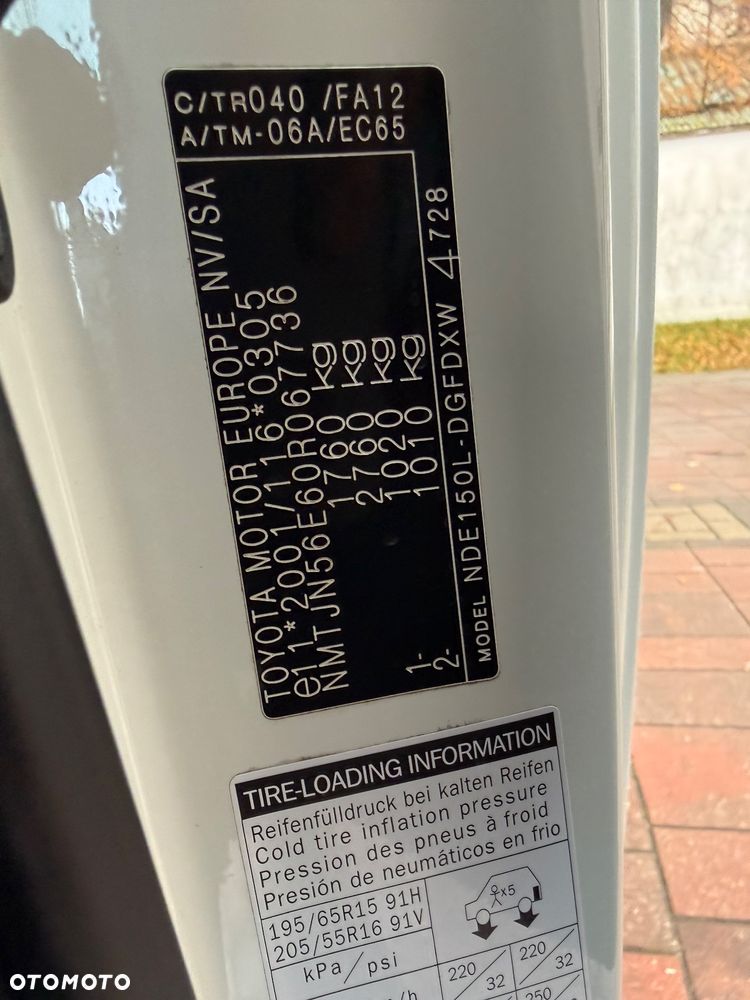 C/TR040 /FA12
A/TM-06A/EC65
TOYOTA MOTOR EUROPE NV/SA
e11*2001/116*0305
NMTJN56E60R067736
1760 kg
2760 kg
1- 1020 kg
2- 1010 kg
MODEL NDE150L-DGFDXW 4728
TIRE-LOADING INFORMATION
Reifenfülldruck bei kalten Reifen
Cold tire inflation pressure
Pression des pneus à froid
Presión de neumáticos en frio
x5
195/65R15 91H
205/55R16 91V
kPa/psi
220/32 220/32
250
OTOMOTO